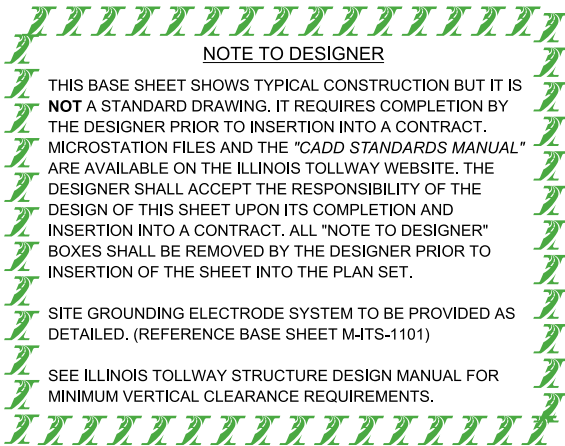 NOTE TO DESIGNER
THIS BASE SHEET SHOWS TYPICAL CONSTRUCTION BUT IT IS
NOT A STANDARD DRAWING. IT REQUIRES COMPLETION BY
THE DESIGNER PRIOR TO INSERTION INTO A CONTRACT.
MICROSTATION FILES AND THE "CADD STANDARDS MANUAL"
ARE AVAILABLE ON THE ILLINOIS TOLLWAY WEBSITE. THE
DESIGNER SHALL ACCEPT THE RESPONSIBILITY OF THE
DESIGN OF THIS SHEET UPON ITS COMPLETION AND
INSERTION INTO A CONTRACT. ALL "NOTE TO DESIGNER"
BOXES SHALL BE REMOVED BY THE DESIGNER PRIOR TO
INSERTION OF THE SHEET INTO THE PLAN SET.
SITE GROUNDING ELECTRODE SYSTEM TO BE PROVIDED AS
DETAILED. (REFERENCE BASE SHEET M-ITS-1101)
SEE ILLINOIS TOLLWAY STRUCTURE DESIGN MANUAL FOR
MINIMUM VERTICAL CLEARANCE REQUIREMENTS.